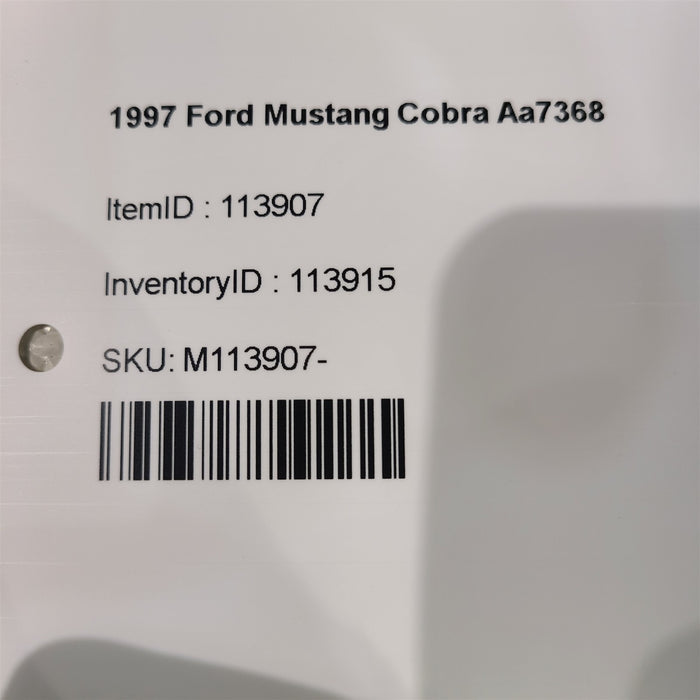 1997 Ford Mustang Cobra Aa7368
ItemID : 113907
InventoryID : 113915
SKU: M113907-